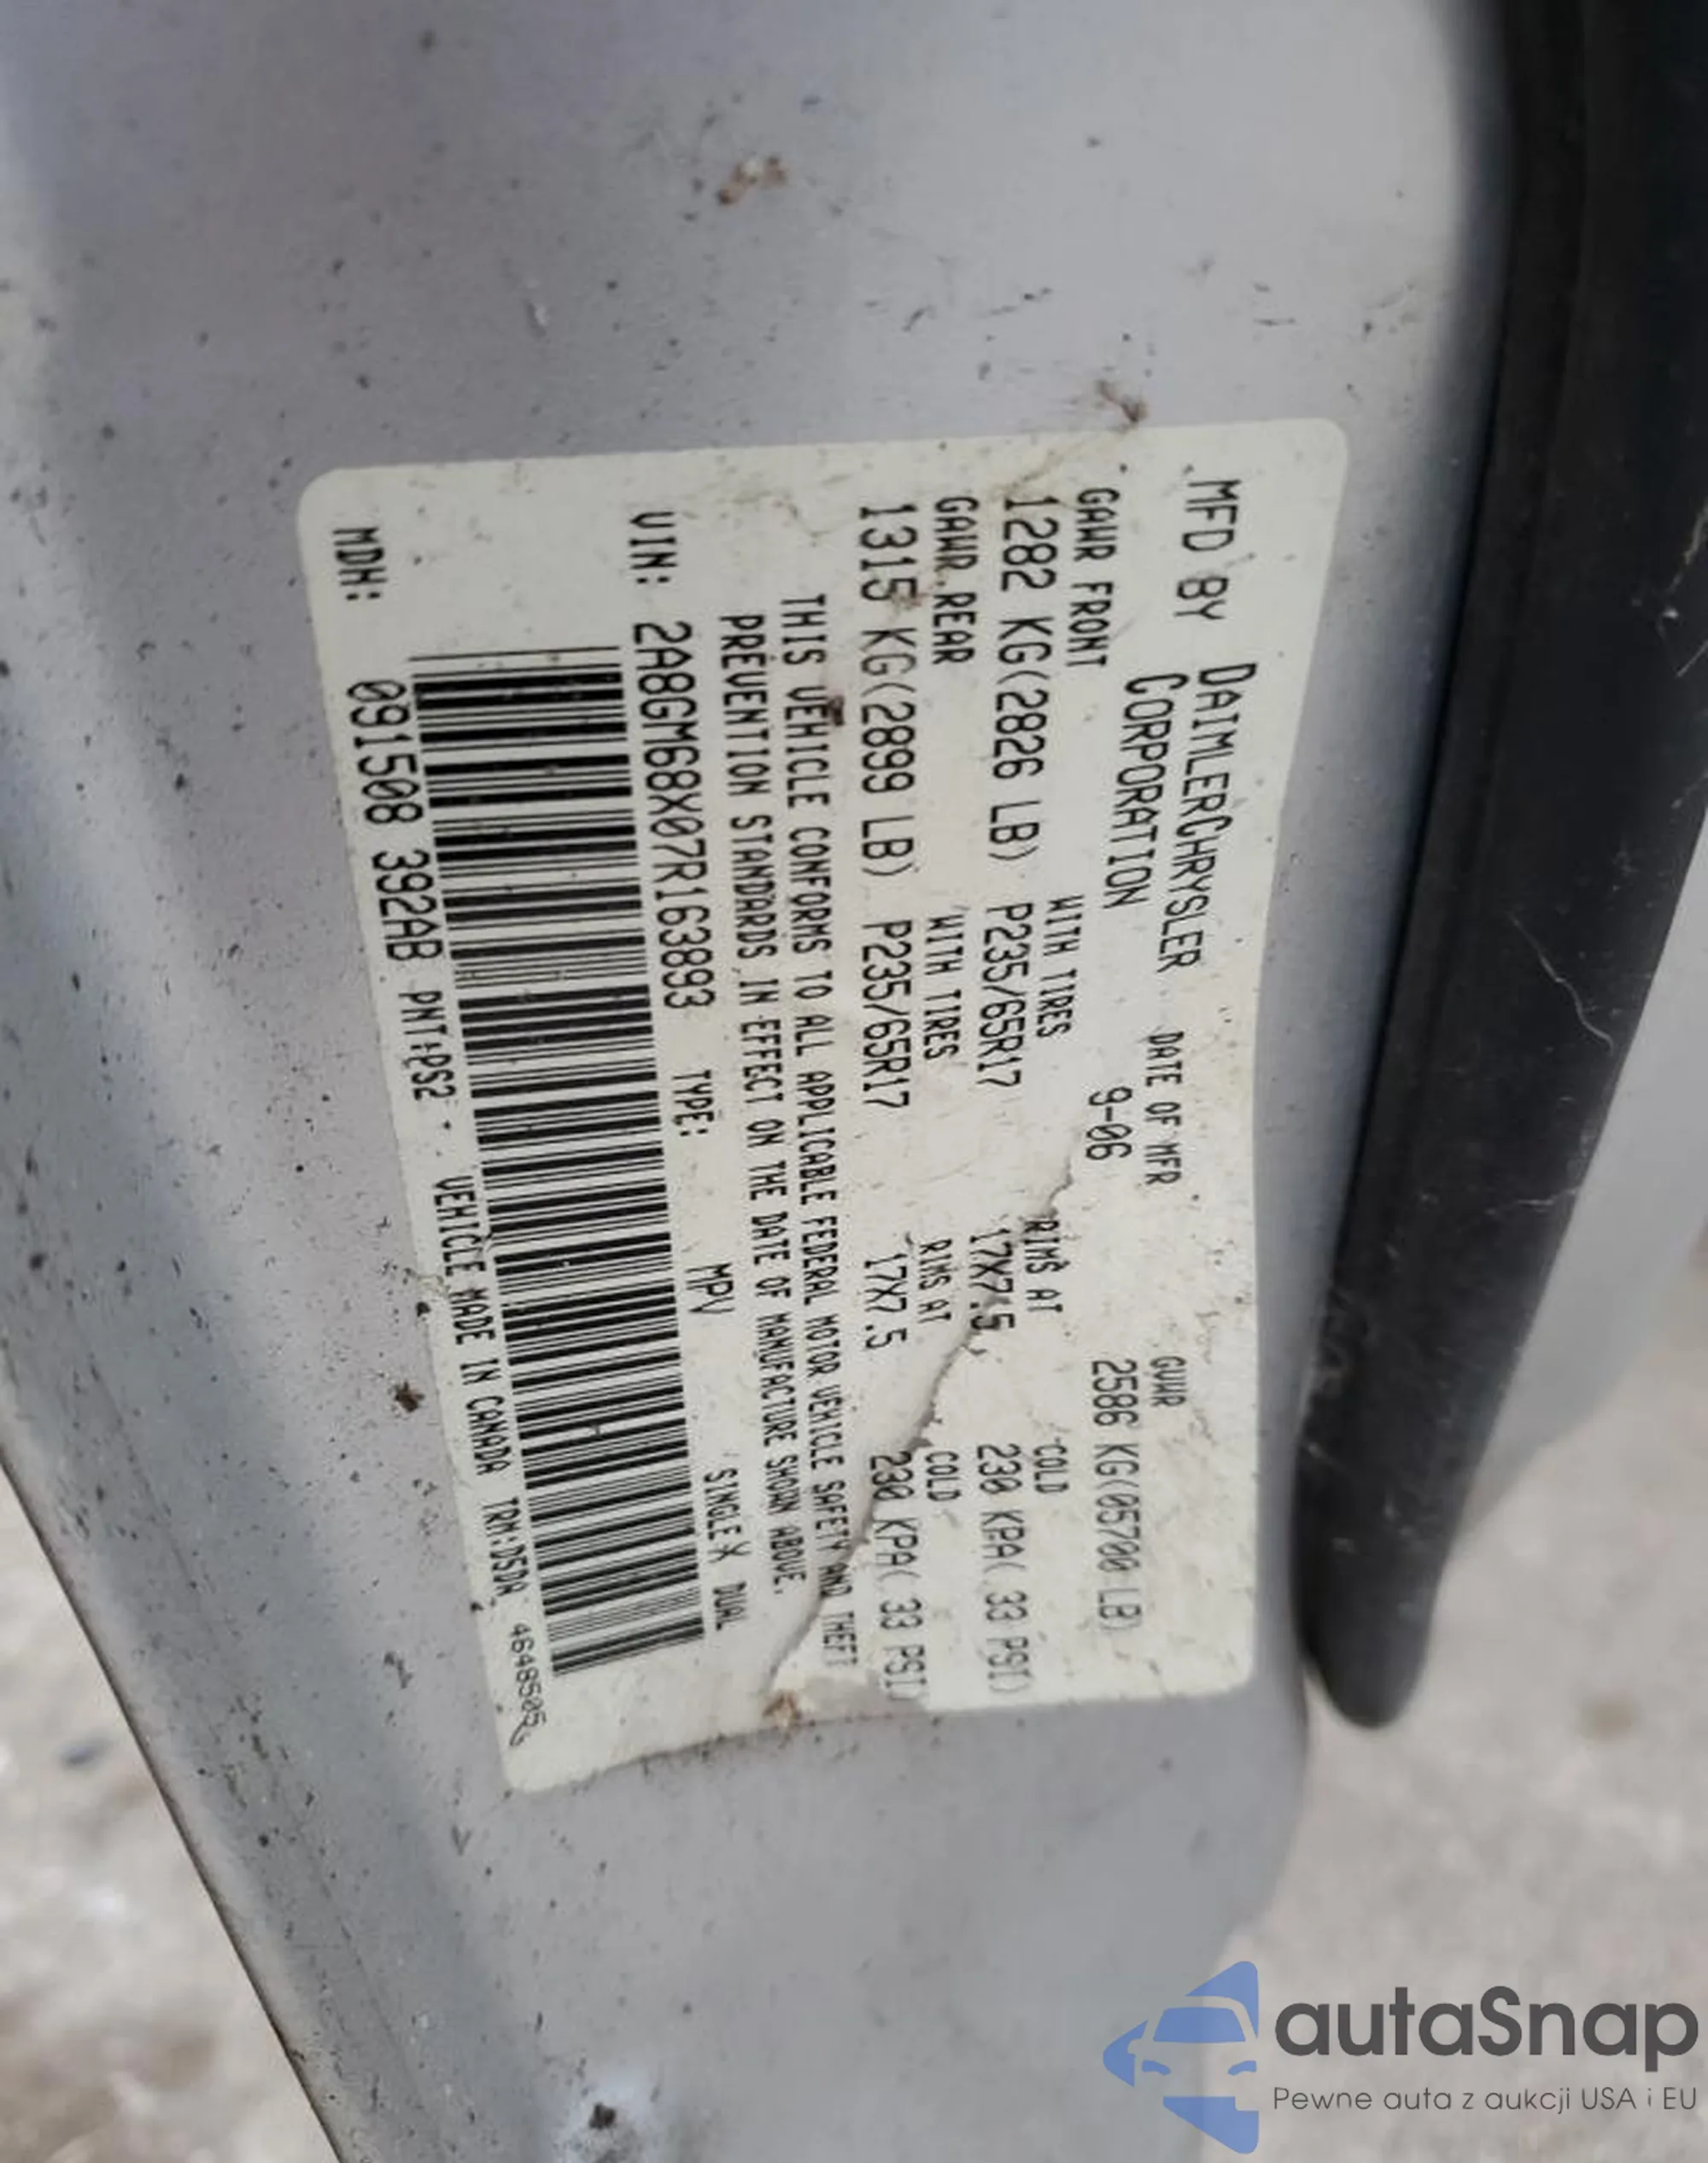 MFD BY DAIMLERCHRYSLER CORPORATION DATE OF MFR 9-06 GVWR 2586 KG(05700 LB)
GAWR FRONT WITH TIRES RIMS AT COLD
1282 KG(2826 LB) P235/65R17 17X7.5 230 KPA( 33 PSI)
GAWR REAR WITH TIRES RIMS AT COLD
1315 KG(2899 LB) P235/65R17 17X7.5 230 KPA( 33 PSI)
THIS VEHICLE CONFORMS TO ALL APPLICABLE FEDERAL MOTOR VEHICLE SAFETY AND THEFT
PREVENTION STANDARDS IN EFFECT ON THE DATE OF MANUFACTURE SHOWN ABOVE.
VIN: 2A8GM68X07R163893 TYPE: MPV SINGLE X DUAL
MDH: 091508 392AB PNT:PS2 VEHICLE MADE IN CANADA TRM:D5DA 4648505
autaSnap
Pewne auta z aukcji USA i EU